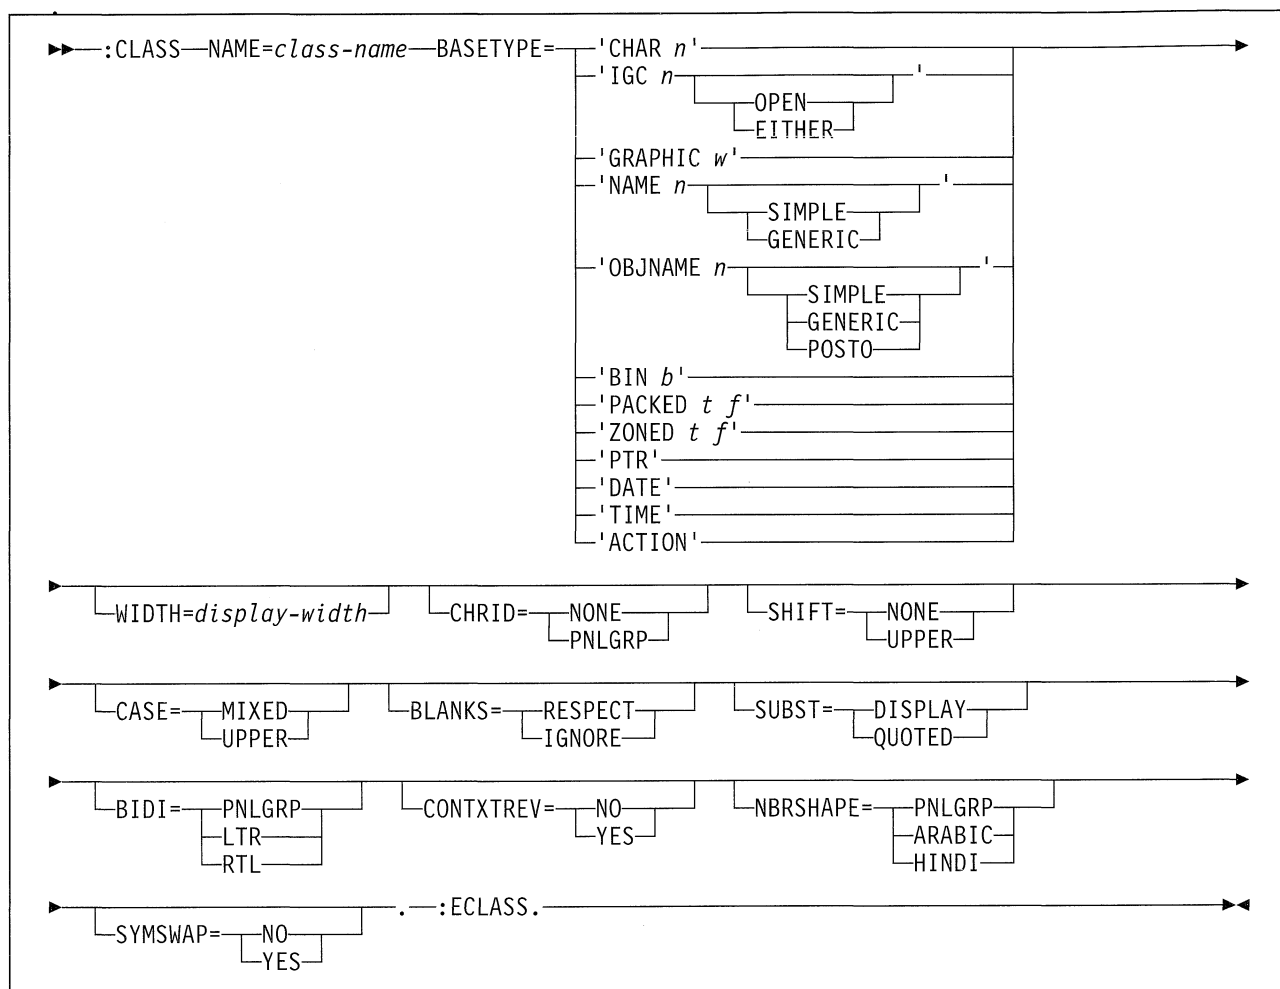 :CLASS NAME=class-name BASETYPE= 'CHAR n'
'IGC n '
OPEN
EITHER
'GRAPHIC w'
'NAME n '
SIMPLE
GENERIC
'OBJNAME n '
SIMPLE
GENERIC
POSTO
'BIN b'
'PACKED t f'
'ZONED t f'
'PTR'
'DATE'
'TIME'
'ACTION'
WIDTH=display-width CHRID= NONE SHIFT= NONE
PNLGRP UPPER
CASE= MIXED BLANKS= RESPECT SUBST= DISPLAY
UPPER IGNORE QUOTED
BIDI= PNLGRP CONTXTREV= NO NBRSHAPE= PNLGRP
LTR YES ARABIC
RTL HINDI
. :ECLASS.
SYMSWAP= NO
YES